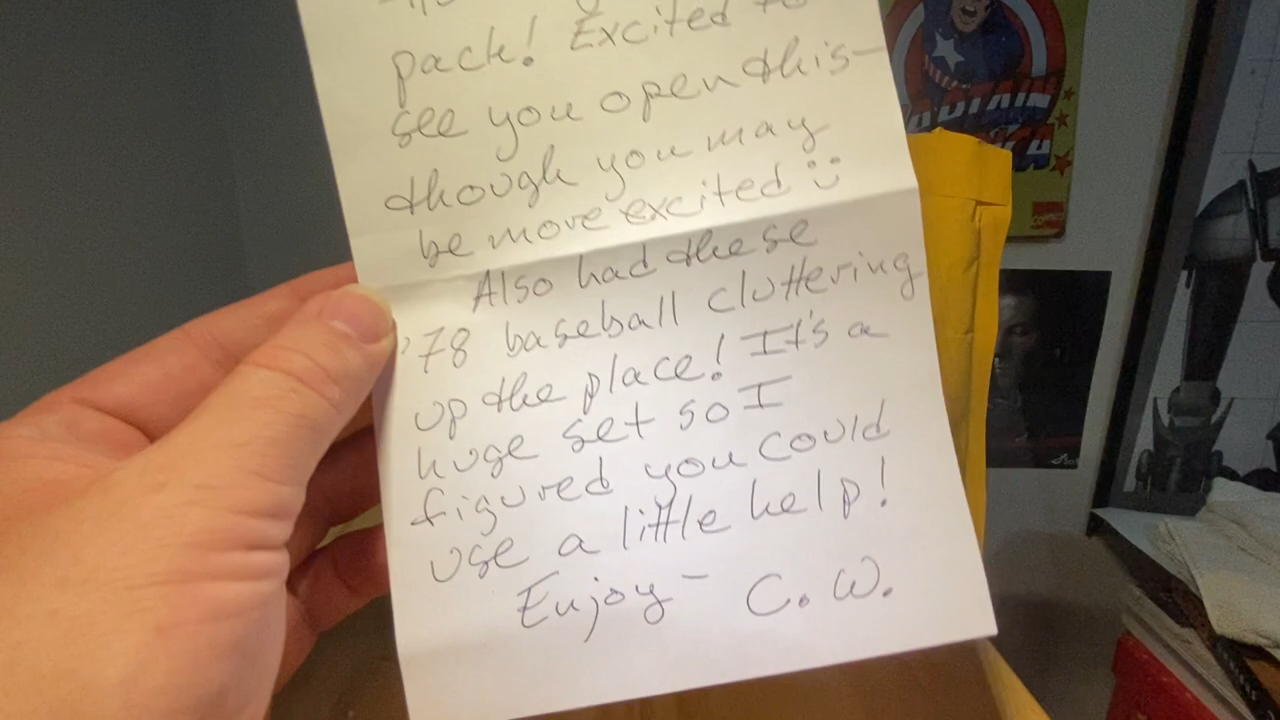 pack! Excited to
see you open this-
though you may
be more excited :)
Also had these
'78 baseball cluttering
up the place! It's a
huge set so I
figured you could
use a little help!
Enjoy - C.W.
CAPTAIN